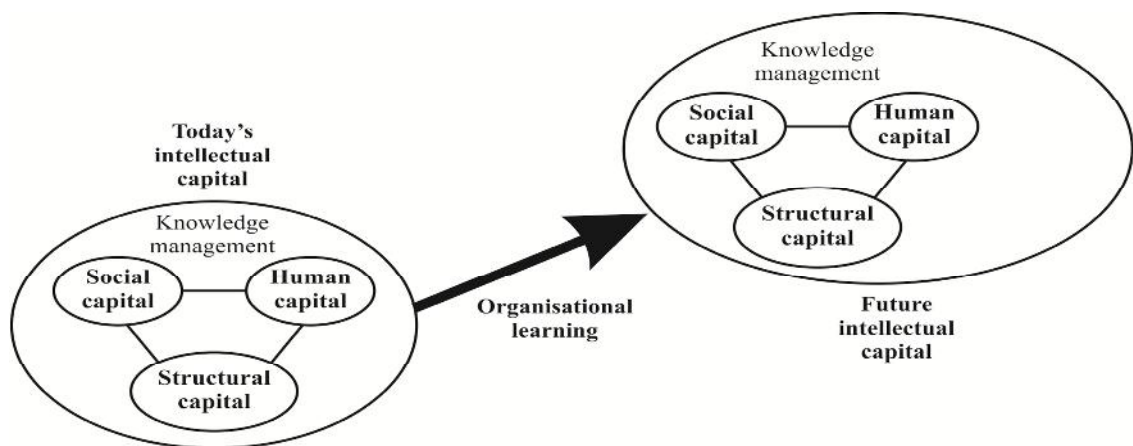 Today's
intellectual
capital
Knowledge
management
Social
capital
Human
capital
Structural
capital
Organisational
learning
Knowledge
management
Social
capital
Human
capital
Structural
capital
Future
intellectual
capital